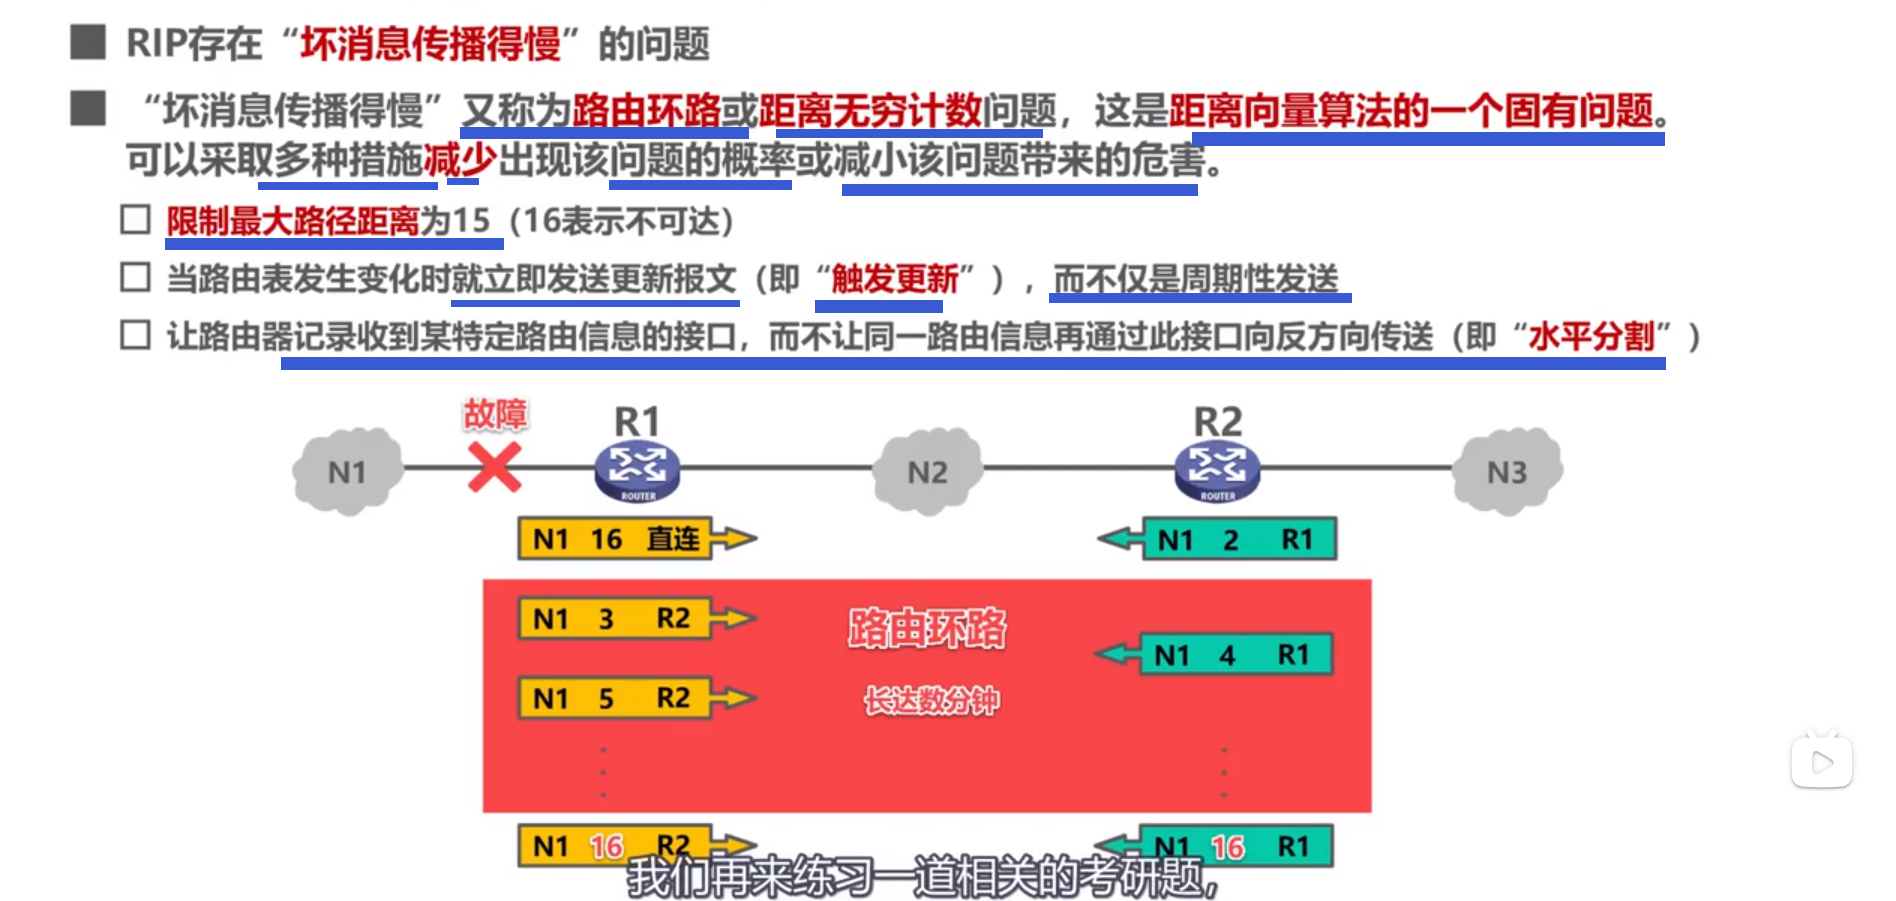 RIP存在“坏消息传播得慢”的问题
“坏消息传播得慢”又称为路由环路或距离无穷计数问题，这是距离向量算法的一个固有问题。
可以采取多种措施减少出现该问题的概率或减小该问题带来的危害。
限制最大路径距离为15（16表示不可达）
当路由表发生变化时就立即发送更新报文（即“触发更新”），而不仅是周期性发送
让路由器记录收到某特定路由信息的接口，而不让同一路由信息再通过此接口向反方向传送（即“水平分割”）
故障
R1
R2
N1
N2
N3
ROUTER
ROUTER
N1 16 直连
N1 2 R1
N1 3 R2
路由环路
N1 4 R1
N1 5 R2
长达数分钟
N1 16 R2
N1 16 R1
我们再来练习一道相关的考研题，